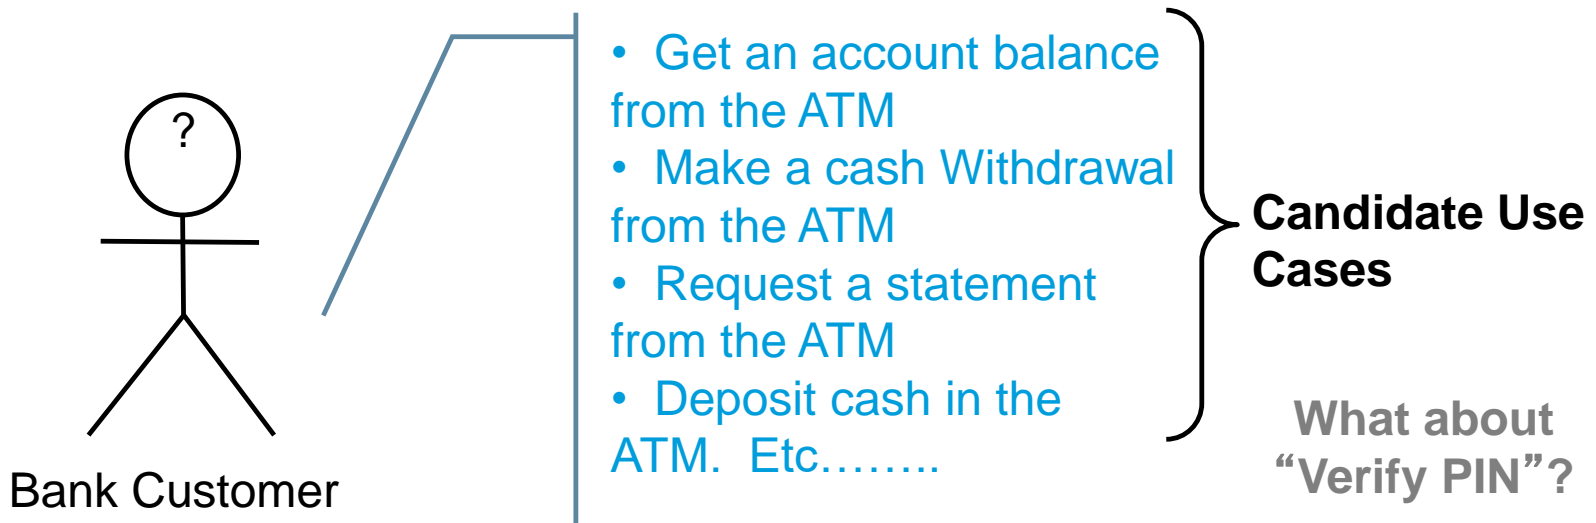 ?
• Get an account balance
from the ATM
• Make a cash Withdrawal
from the ATM
• Request a statement
from the ATM
• Deposit cash in the
ATM. Etc……..
Candidate Use
Cases
What about
“Verify PIN”?
Bank Customer